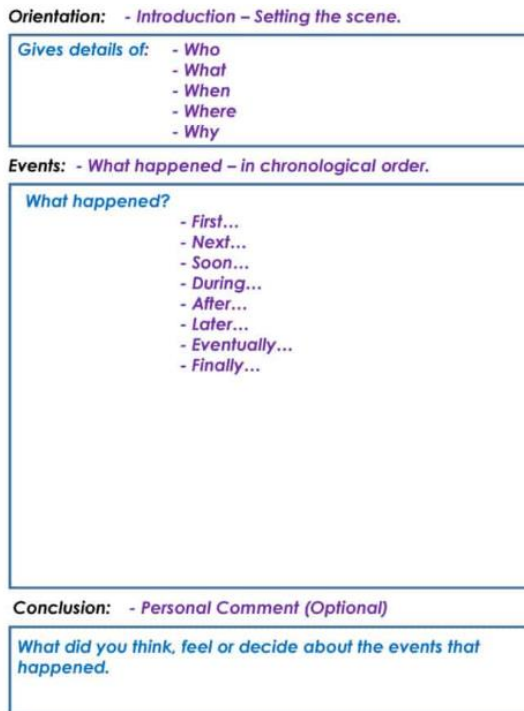 Orientation: - Introduction – Setting the scene.
Gives details of: - Who
- What
- When
- Where
- Why
Events: - What happened – in chronological order.
What happened?
- First...
- Next...
- Soon...
- During...
- After...
- Later...
- Eventually...
- Finally...
Conclusion: - Personal Comment (Optional)
What did you think, feel or decide about the events that
happened.